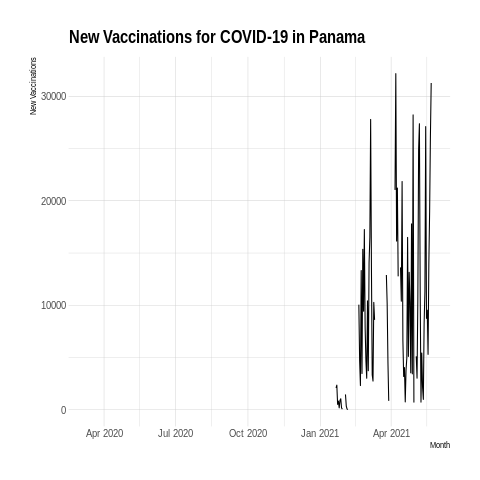 New Vaccinations for COVID-19 in Panama
New Vaccinations
30000
20000
10000
0
Apr 2020 Jul 2020 Oct 2020 Jan 2021 Apr 2021
Month